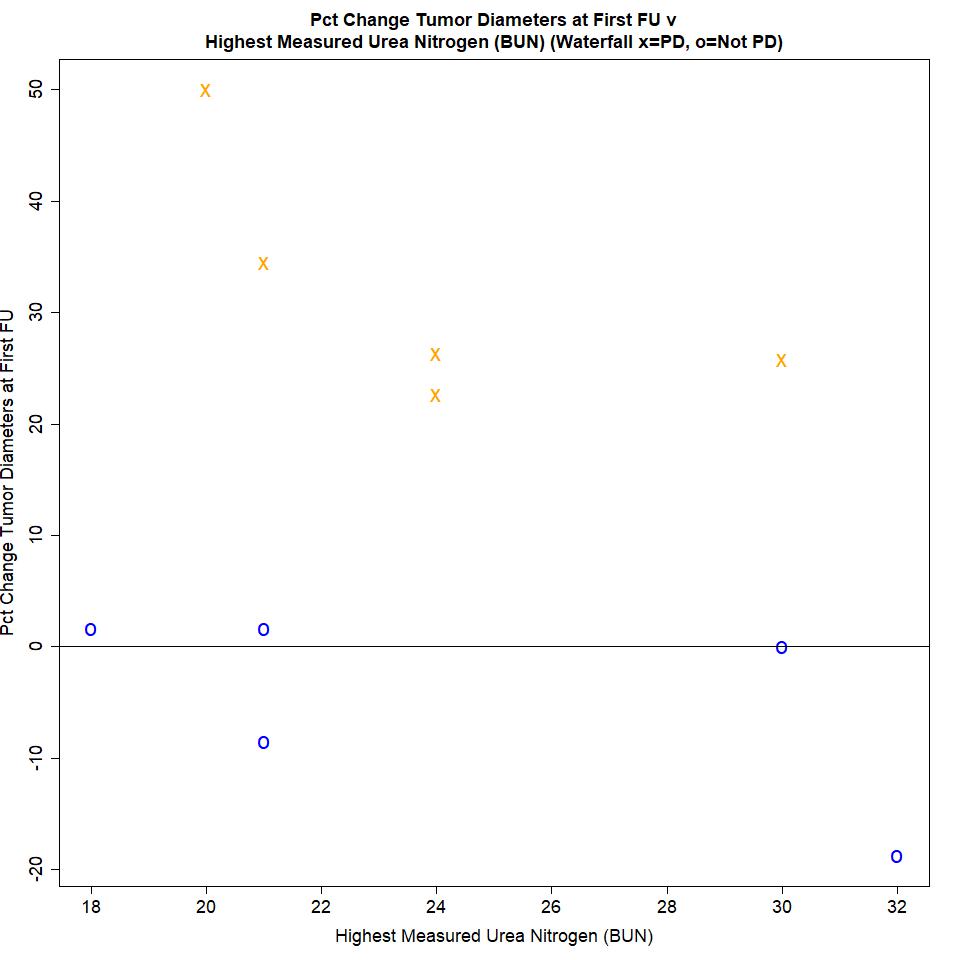 Pct Change Tumor Diameters at First FU v
Highest Measured Urea Nitrogen (BUN) (Waterfall x=PD, o=Not PD)
Pct Change Tumor Diameters at First FU
50
40
30
20
10
0
-10
-20
X
X
X
X
X
O
O
O
O
O
18 20 22 24 26 28 30 32
Highest Measured Urea Nitrogen (BUN)